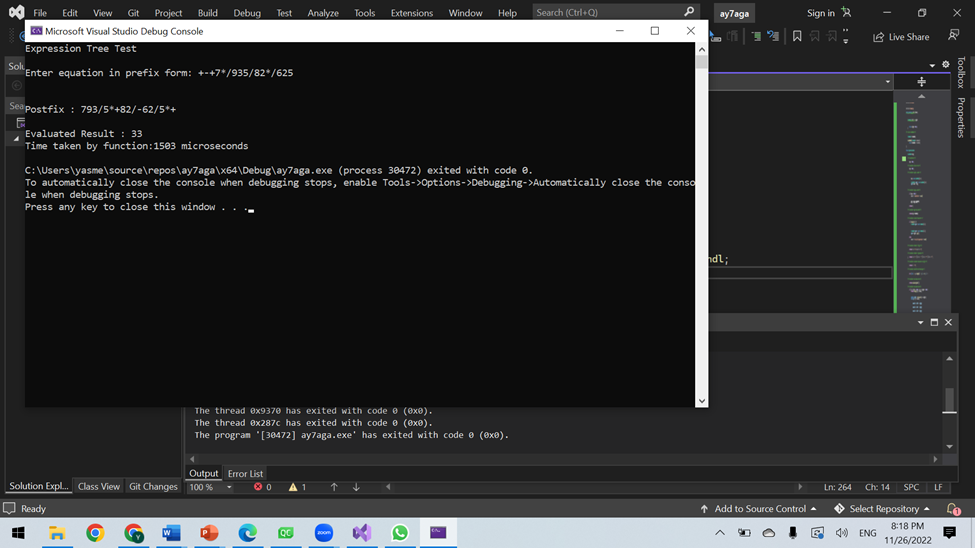 File Edit View Git Project Build Debug Test Analyze Tools Extensions Window Help Search (Ctrl+Q) ay7aga Sign in
Microsoft Visual Studio Debug Console
Live Share
Expression Tree Test
Enter equation in prefix form: +-+7*/935/82*/625
Postfix : 793/5*+82/-62/5*+
Evaluated Result : 33
Time taken by function:1503 microseconds
C:\Users\yasme\source\repos\ay7aga\x64\Debug\ay7aga.exe (process 30472) exited with code 0.
To automatically close the console when debugging stops, enable Tools->Options->Debugging->Automatically close the conso
le when debugging stops.
Press any key to close this window . . .
Solu
Sea
Toolbox
Properties
ndl;
The thread 0x9370 has exited with code 0 (0x0).
The thread 0x287c has exited with code 0 (0x0).
The program '[30472] ay7aga.exe' has exited with code 0 (0x0).
Output Error List
Solution Expl... Class View Git Changes
100 % 0 1 Ln: 264 Ch: 14 SPC LF
Ready Add to Source Control Select Repository 1
ENG 8:18 PM
11/26/2022